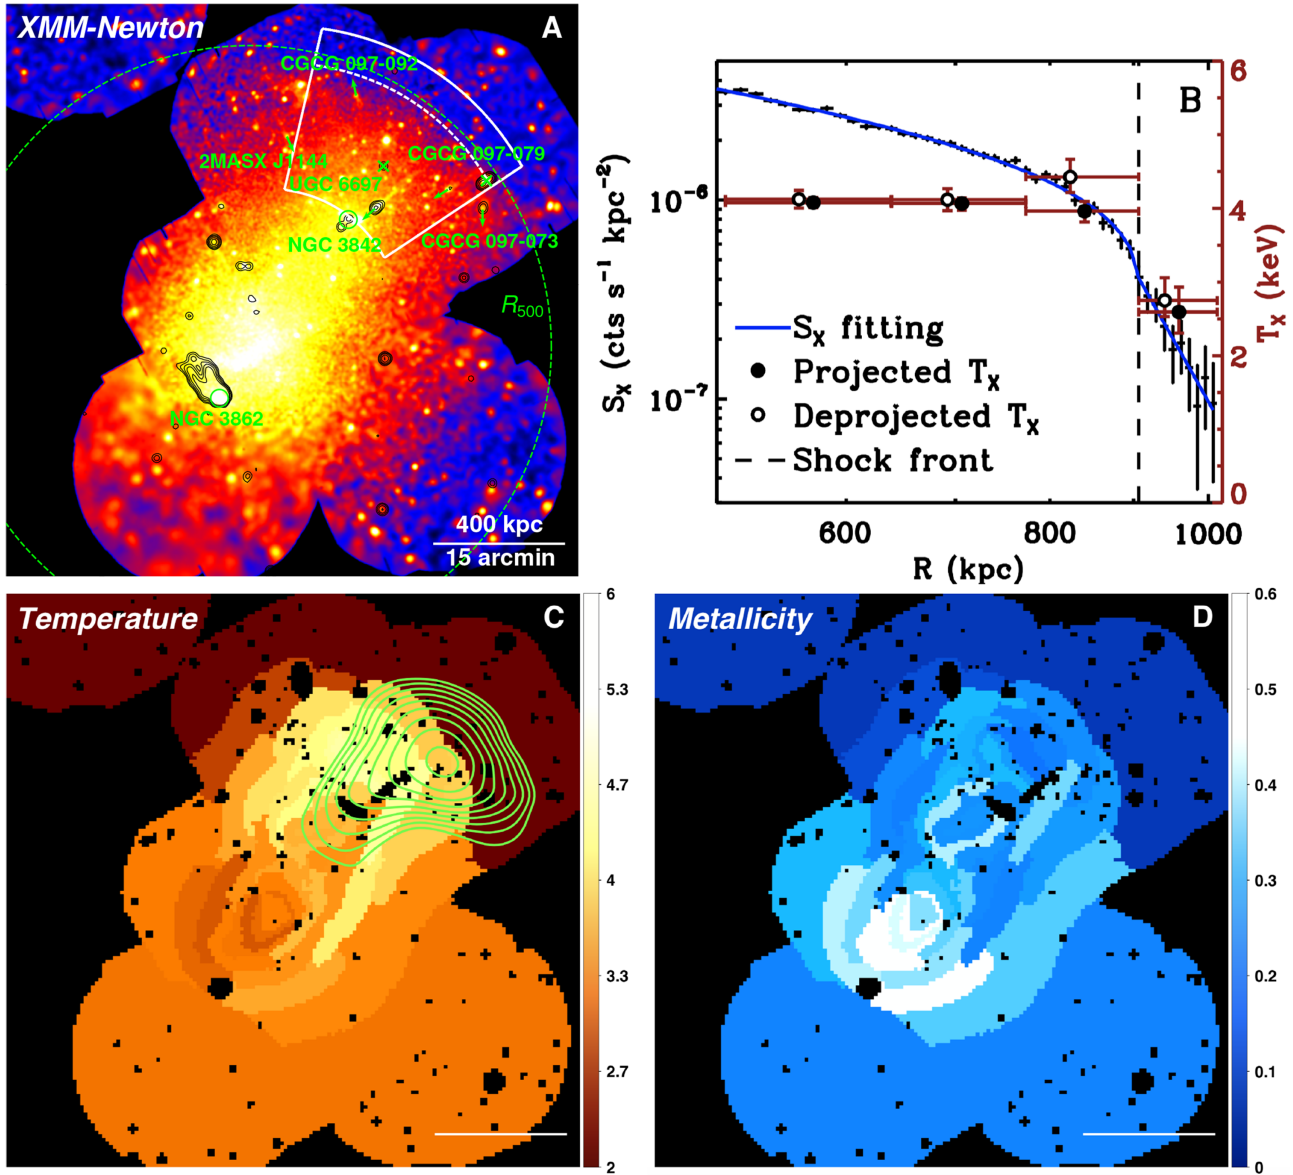 XMM-Newton
A
CGCG 097-092
2MASX J1144
CGCG 097-079
UGC 6697
NGC 3842
CGCG 097-073
R500
NGC 3862
400 kpc
15 arcmin
B
Sx (cts s⁻¹ kpc⁻²)
10⁻⁶
10⁻⁷
Sx fitting
Projected Tx
Deprojected Tx
Shock front
600
800
1000
R (kpc)
6
4
2
0
Tx (keV)
Temperature
C
6
5.3
4.7
4
3.3
2.7
2
Metallicity
D
0.6
0.5
0.4
0.3
0.2
0.1
0